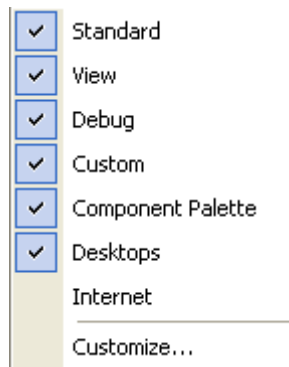 Standard
View
Debug
Custom
Component Palette
Desktops
Internet
Customize...